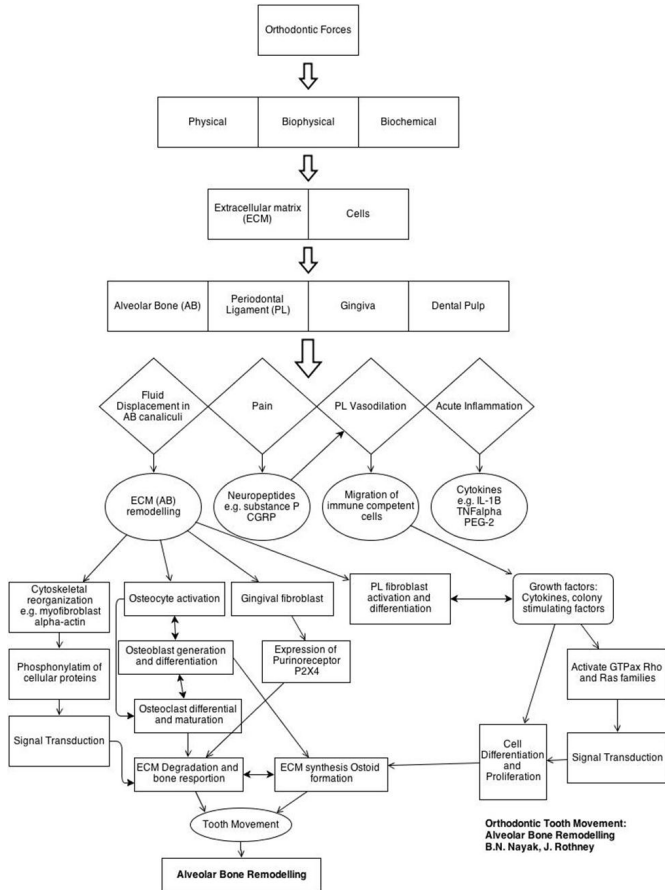 Orthodontic Forces
Physical
Biophysical
Biochemical
Extracellular matrix
(ECM)
Cells
Alveolar Bone (AB)
Periodontal
Ligament (PL)
Gingiva
Dental Pulp
Fluid
Displacement in
AB canaliculi
Pain
PL Vasodilation
Acute Inflammation
ECM (AB)
remodelling
Neuropeptides
e.g. substance P
CGRP
Migration of
immune competent
cells
Cytokines
e.g. IL-1B
TNFalpha
PEG-2
Cytoskeletal
reorganization
e.g. myofibroblast
alpha-actin
Osteocyte activation
Gingival fibroblast
PL fibroblast
activation and
differentiation
Growth factors:
Cytokines, colony
stimulating factors
Phosphonylatim of
cellular proteins
Osteoblast generation
and differentiation
Expression of
Purinoreceptor
P2X4
Activate GTPax Rho
and Ras families
Signal Transduction
Osteoclast differential
and maturation
Cell
Differentiation
and
Proliferation
Signal Transduction
ECM Degradation and
bone resportion
ECM synthesis Ostoid
formation
Tooth Movement
Alveolar Bone Remodelling
Orthodontic Tooth Movement:
Alveolar Bone Remodelling
B.N. Nayak, J. Rothney